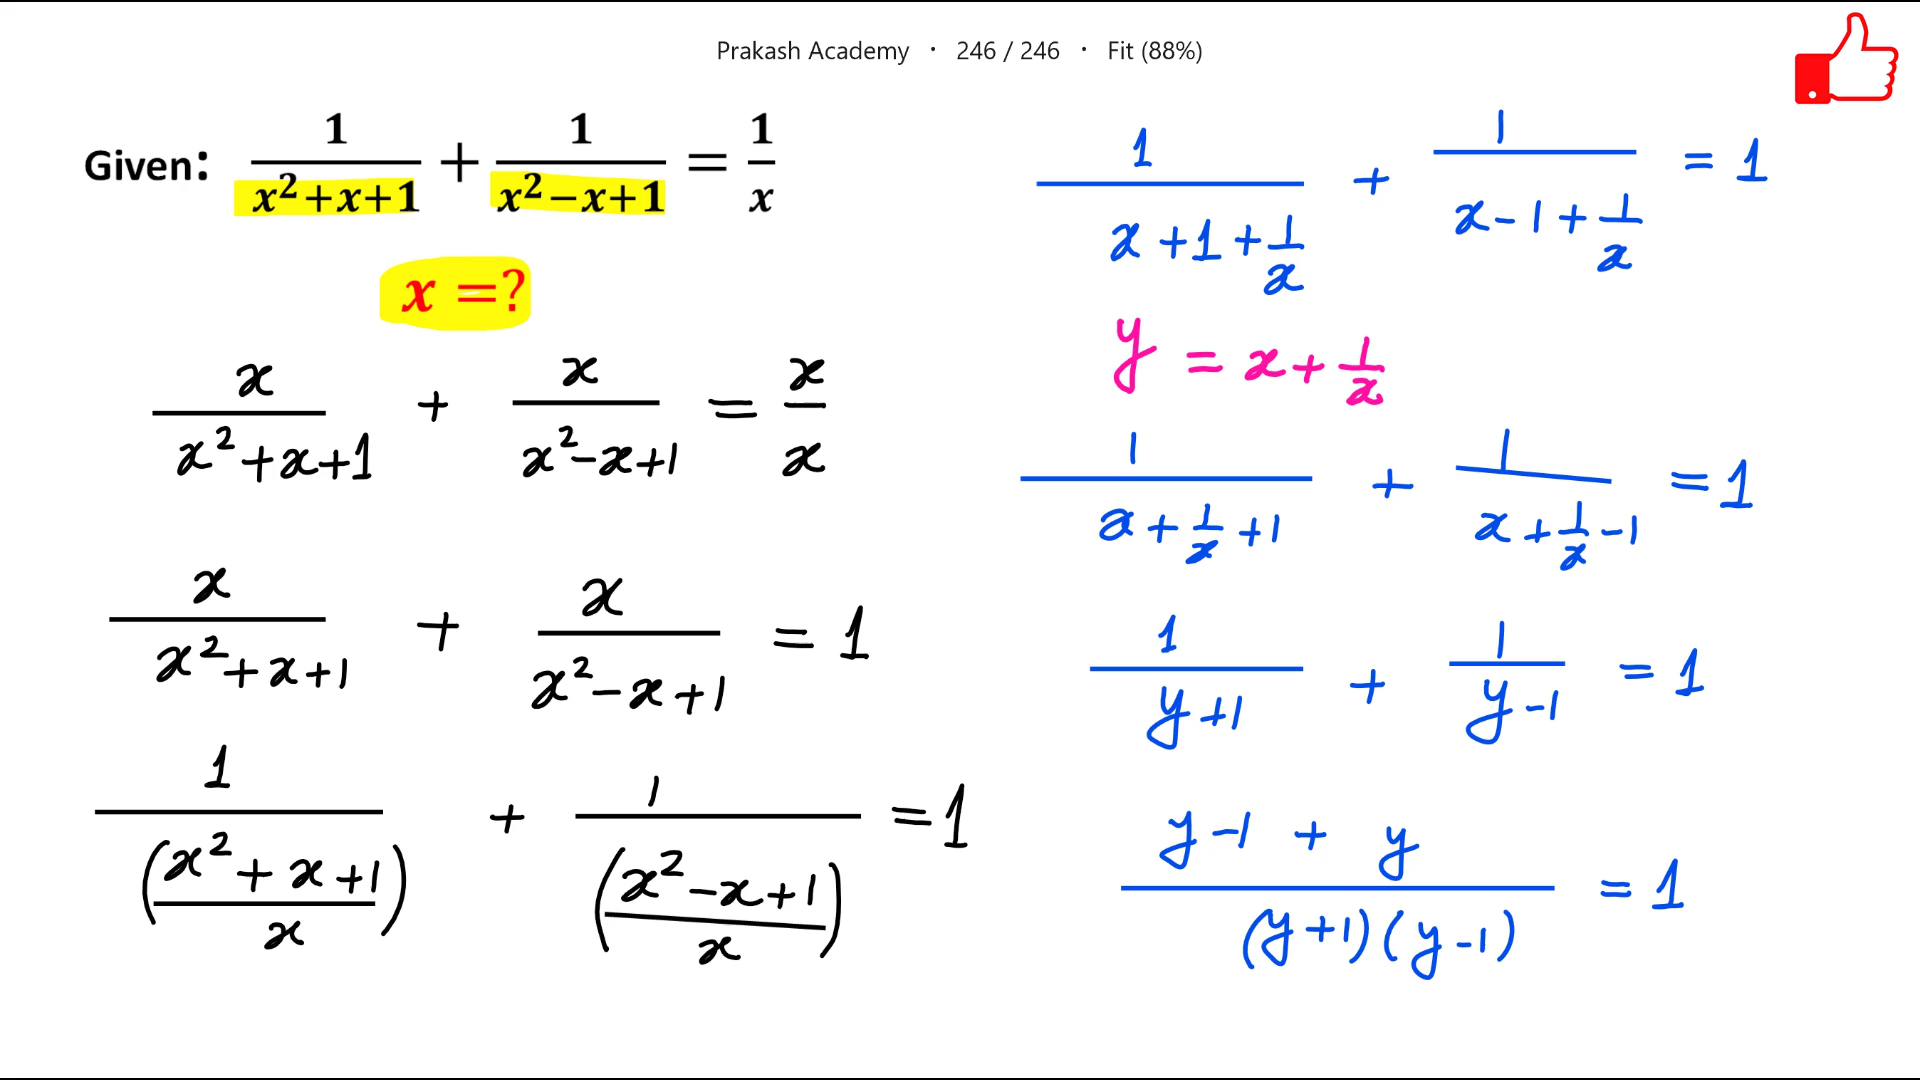 Prakash Academy · 246 / 246 · Fit (88%)
Given: 1/(x²+x+1) + 1/(x²−x+1) = 1/x
x =?
x/(x²+x+1) + x/(x²-x+1) = x/x
x/(x²+x+1) + x/(x²-x+1) = 1
1/((x²+x+1)/x) + 1/((x²-x+1)/x) = 1
1/(x+1+1/x) + 1/(x-1+1/x) = 1
y = x+1/x
1/(x+1/x+1) + 1/(x+1/x-1) = 1
1/(y+1) + 1/(y-1) = 1
(y-1 + y)/((y+1)(y-1)) = 1